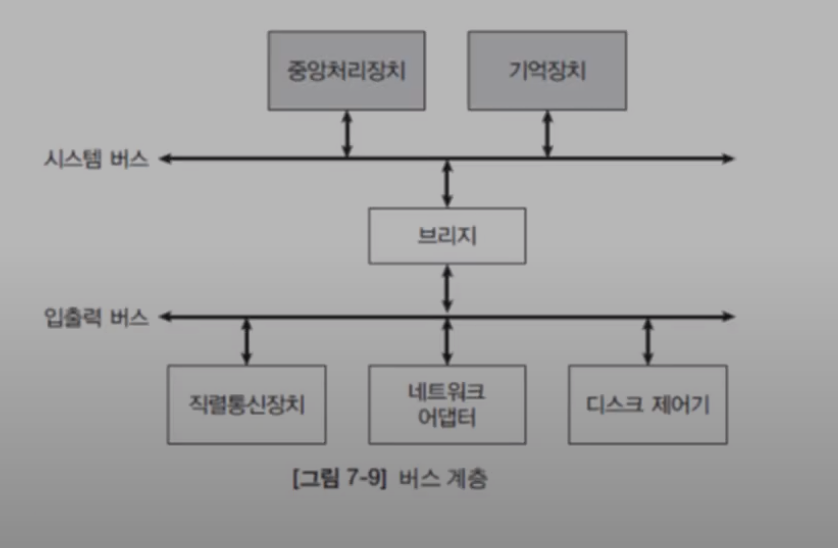 중앙처리장치
기억장치
시스템 버스
브리지
입출력 버스
직렬통신장치
네트워크
어댑터
디스크 제어기
[그림 7-9] 버스 계층